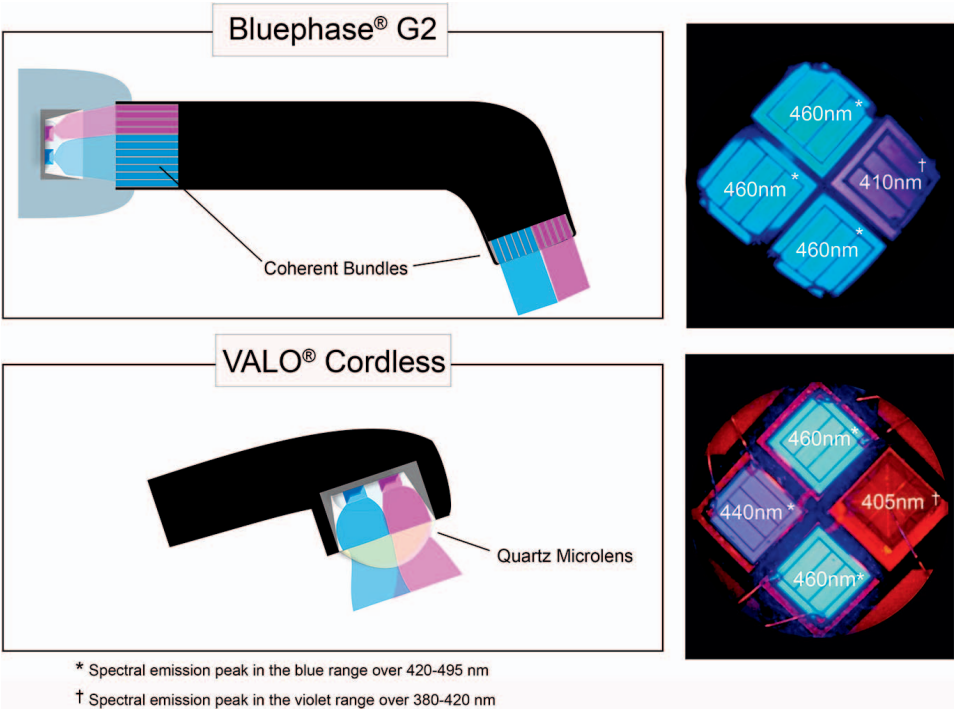 Bluephase® G2
460nm*
410nm†
460nm*
460nm*
Coherent Bundles
VALO® Cordless
460nm*
440nm*
405nm†
460nm*
Quartz Microlens
* Spectral emission peak in the blue range over 420-495 nm
† Spectral emission peak in the violet range over 380-420 nm